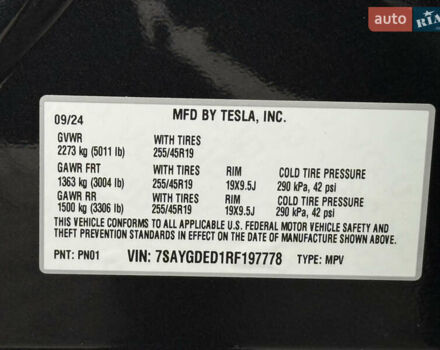 auto RIA
09/24 MFD BY TESLA, INC.
GVWR WITH TIRES
2273 kg (5011 lb) 255/45R19
GAWR FRT WITH TIRES RIM COLD TIRE PRESSURE
1363 kg (3004 lb) 255/45R19 19X9.5J 290 kPa, 42 psi
GAWR RR WITH TIRES RIM COLD TIRE PRESSURE
1500 kg (3306 lb) 255/45R19 19X9.5J 290 kPa, 42 psi
THIS VEHICLE CONFORMS TO ALL APPLICABLE U.S. FEDERAL MOTOR VEHICLE SAFETY AND
THEFT PREVENTION STANDARDS IN EFFECT ON THE DATE OF MANUFACTURE SHOWN ABOVE.
PNT: PN01 VIN: 7SAYGDED1RF197778 TYPE: MPV